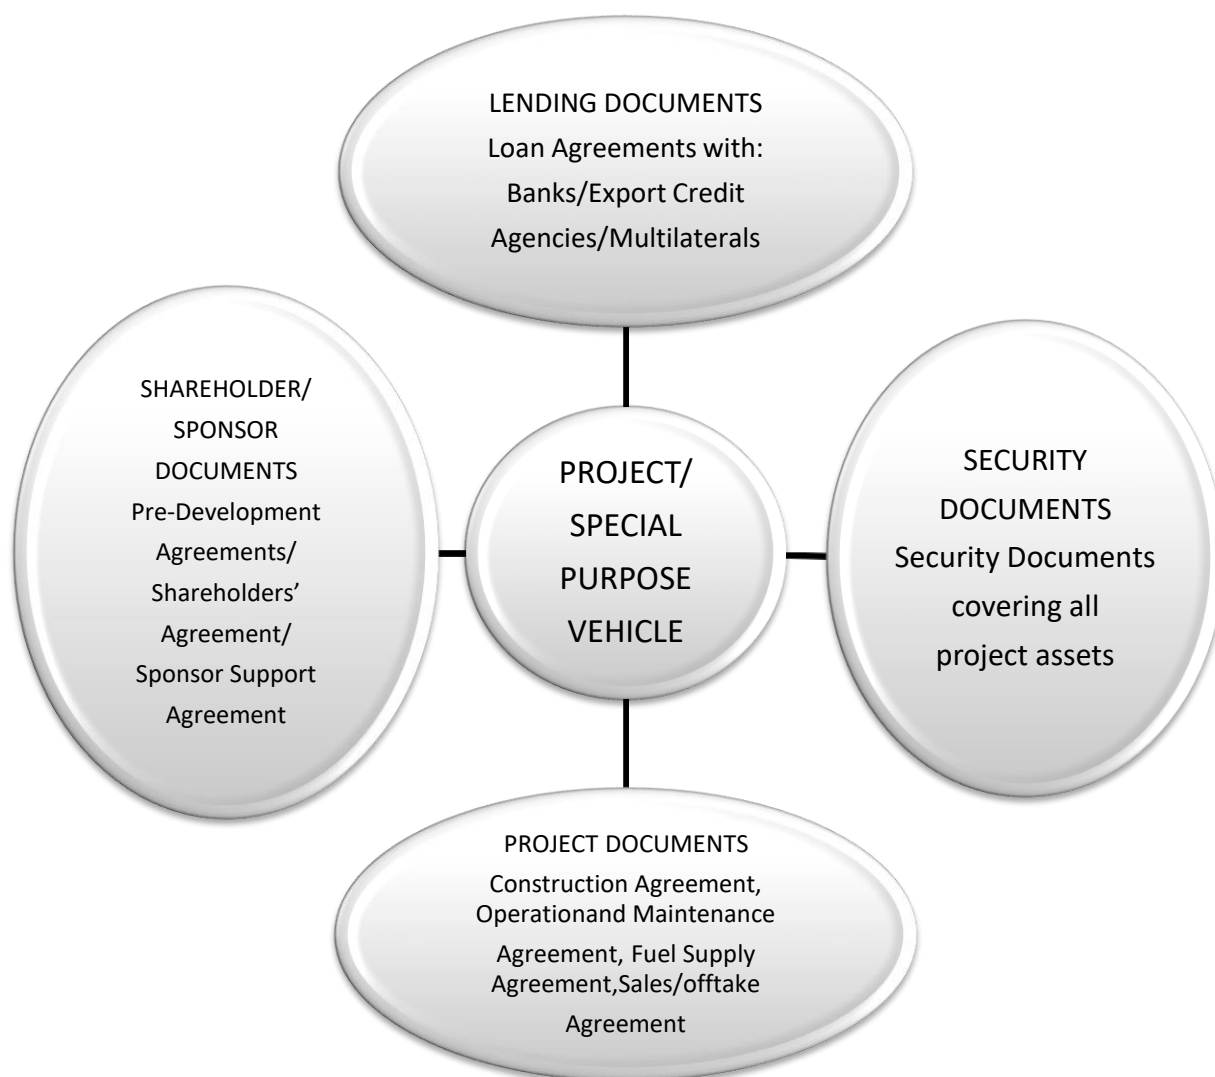 LENDING DOCUMENTS
Loan Agreements with:
Banks/Export Credit
Agencies/Multilaterals
SHAREHOLDER/
SPONSOR
DOCUMENTS
Pre-Development
Agreements/
Shareholders’
Agreement/
Sponsor Support
Agreement
PROJECT/
SPECIAL
PURPOSE
VEHICLE
SECURITY
DOCUMENTS
Security Documents
covering all
project assets
PROJECT DOCUMENTS
Construction Agreement,
Operationand Maintenance
Agreement, Fuel Supply
Agreement,Sales/offtake
Agreement